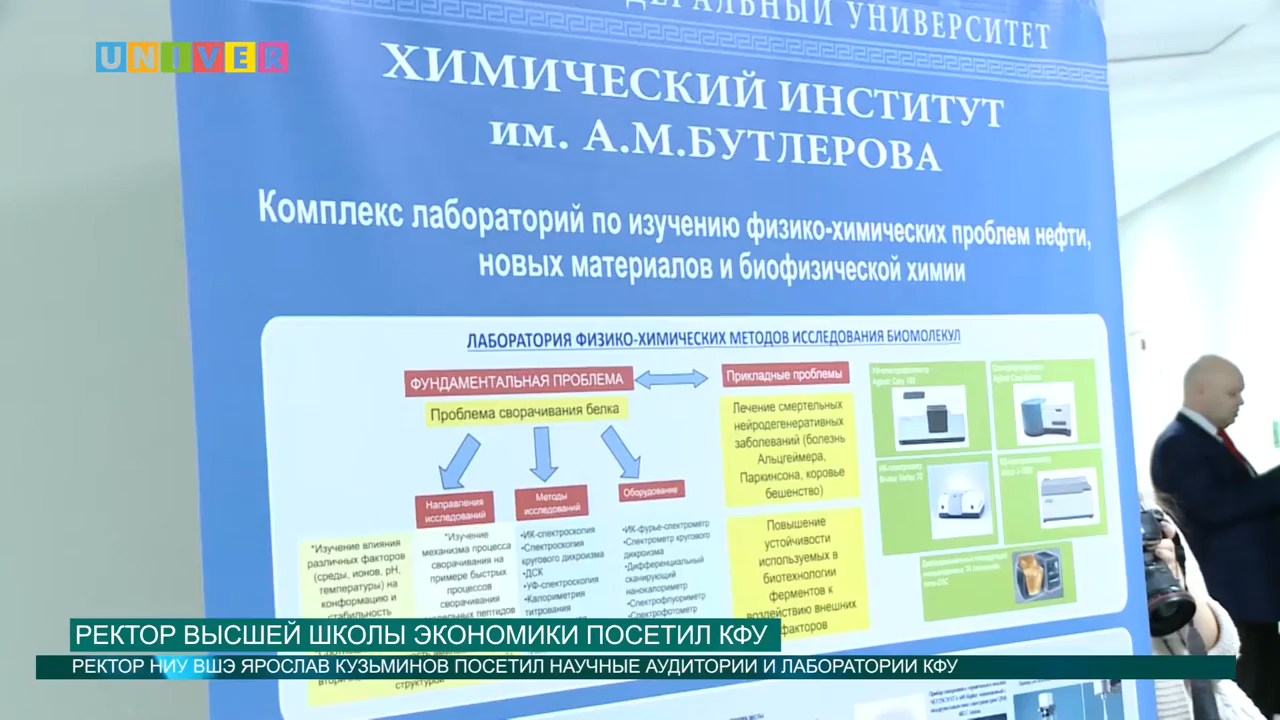 UNIVER
УНИВЕРСИТЕТ
ХИМИЧЕСКИЙ ИНСТИТУТ
им. А.М.БУТЛЕРОВА
Комплекс лабораторий по изучению физико-химических проблем нефти,
новых материалов и биофизической химии
ЛАБОРАТОРИЯ ФИЗИКО-ХИМИЧЕСКИХ МЕТОДОВ ИССЛЕДОВАНИЯ БИОМОЛЕКУЛ
ФУНДАМЕНТАЛЬНАЯ ПРОБЛЕМА
Проблема сворачивания белка
Направления
исследований
Методы
исследований
Оборудование
*Изучение влияния
различных факторов
(среды, ионов, pH,
температуры) на
конформацию и
стабильность
*Изучение
механизма процесса
сворачивания на
примере быстрых
процессов
сворачивания
пептидов
•ИК-спектроскопия
•Спектроскопия
кругового дихроизма
•ДСК
•УФ-спектроскопия
•Калориметрия
титрования
•ИК-фурье-спектрометр
•Спектрометр кругового
дихроизма
•Дифференциальный
сканирующий
нанокалориметр
•Спектрофлуориметр
•Спектрофотометр
структурой
Прикладные проблемы
Лечение смертельных
нейродегенеративных
заболеваний (болезнь
Альцгеймера,
Паркинсона, коровье
бешенство)
Повышение
устойчивости
используемых в
биотехнологии
ферментов к
воздействию внешних
факторов
РЕКТОР ВЫСШЕЙ ШКОЛЫ ЭКОНОМИКИ ПОСЕТИЛ КФУ
РЕКТОР НИУ ВШЭ ЯРОСЛАВ КУЗЬМИНОВ ПОСЕТИЛ НАУЧНЫЕ АУДИТОРИИ И ЛАБОРАТОРИИ КФУ